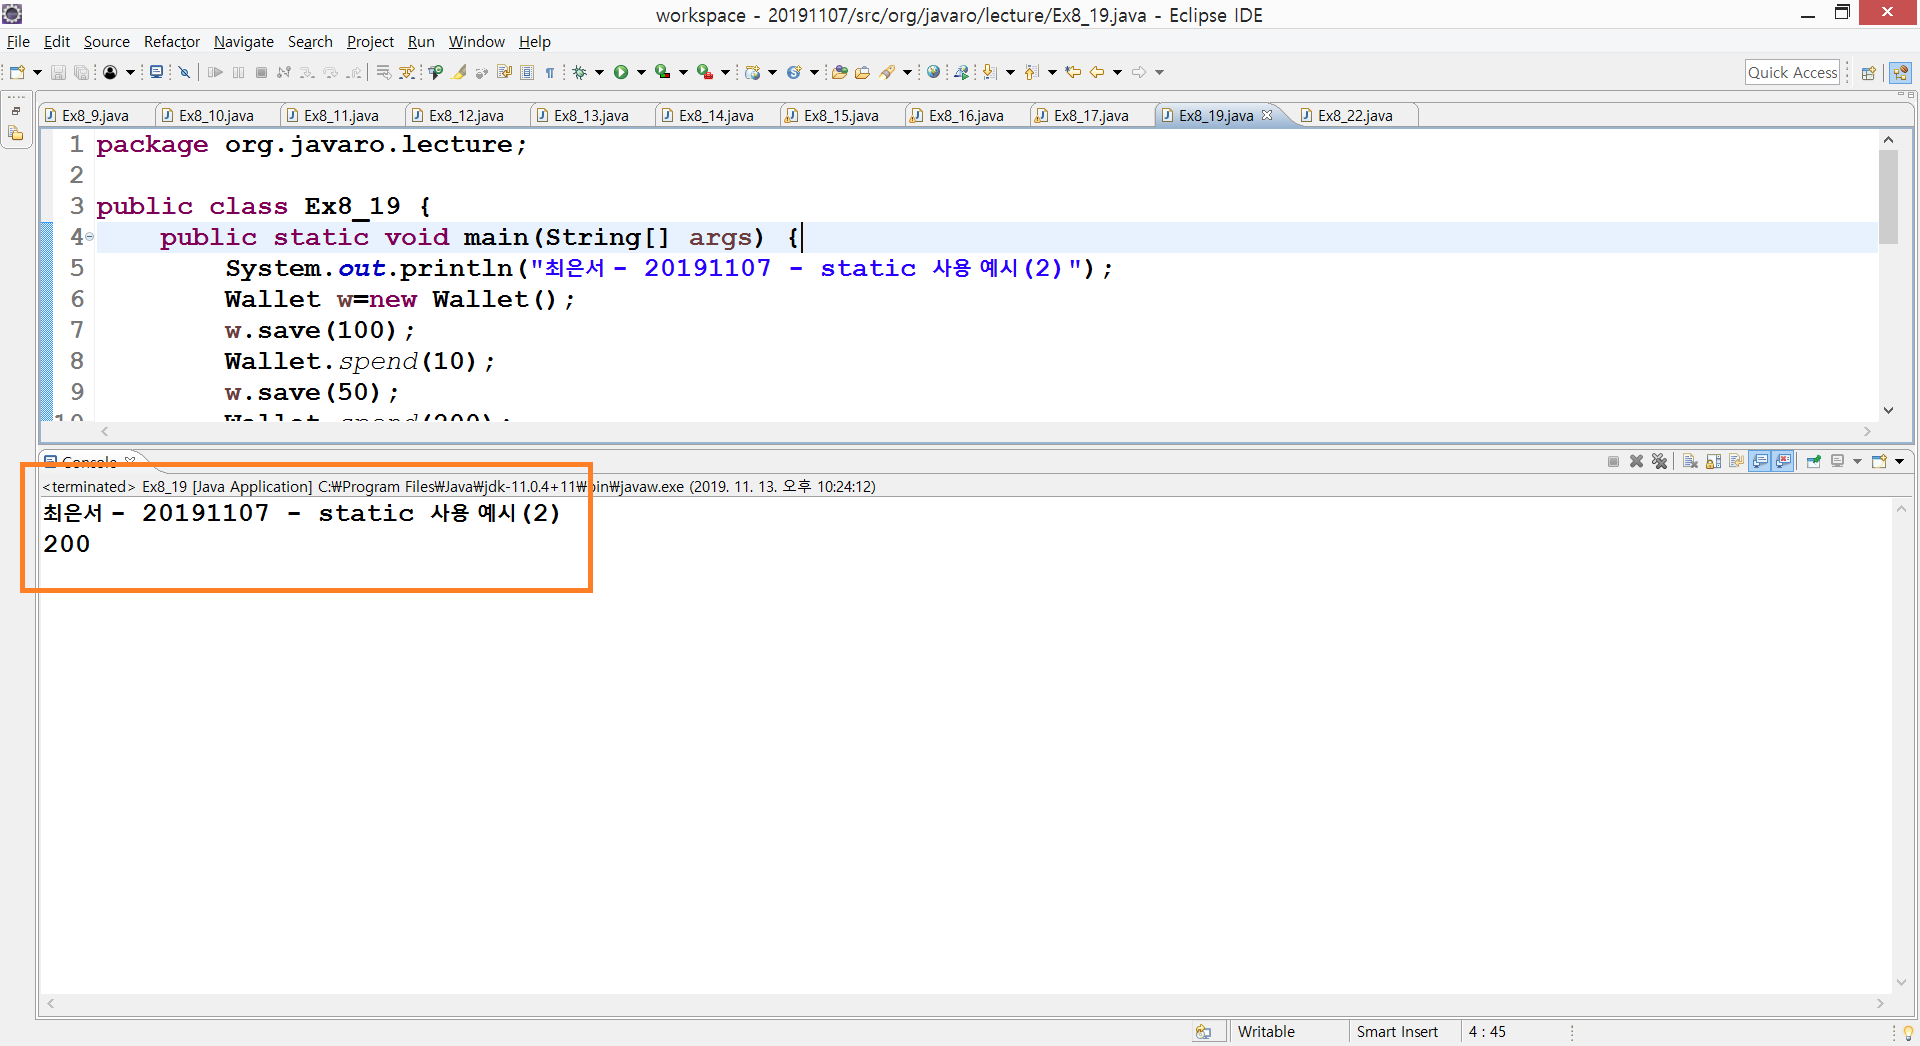 workspace - 20191107/src/org/javaro/lecture/Ex8_19.java - Eclipse IDE
File Edit Source Refactor Navigate Search Project Run Window Help
Quick Access
Ex8_9.java Ex8_10.java Ex8_11.java Ex8_12.java Ex8_13.java Ex8_14.java Ex8_15.java Ex8_16.java Ex8_17.java Ex8_19.java Ex8_22.java
1 package org.javaro.lecture;
2
3 public class Ex8_19 {
4 public static void main(String[] args) {
5 System.out.println("최은서 - 20191107 - static 사용 예시(2)");
6 Wallet w=new Wallet();
7 w.save(100);
8 Wallet.spend(10);
9 w.save(50);
10 Wallet.spend(200);
Console
<terminated> Ex8_19 [Java Application] C:₩Program Files₩Java₩jdk-11.0.4+11₩bin₩javaw.exe (2019. 11. 13. 오후 10:24:12)
최은서 - 20191107 - static 사용 예시(2)
200
Writable Smart Insert 4 : 45